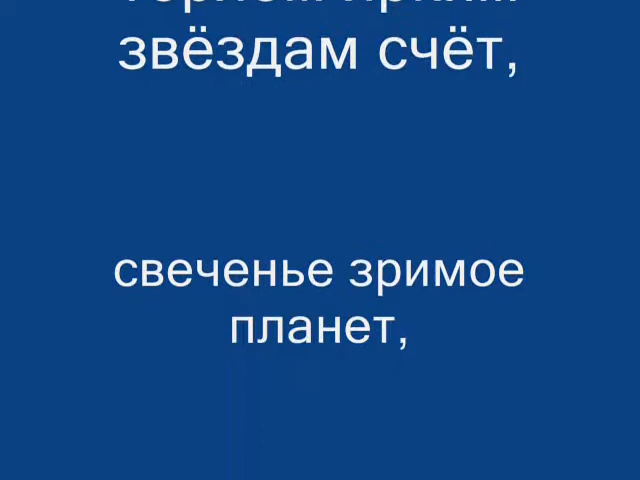 звёздам счёт,
свеченье зримое
планет,